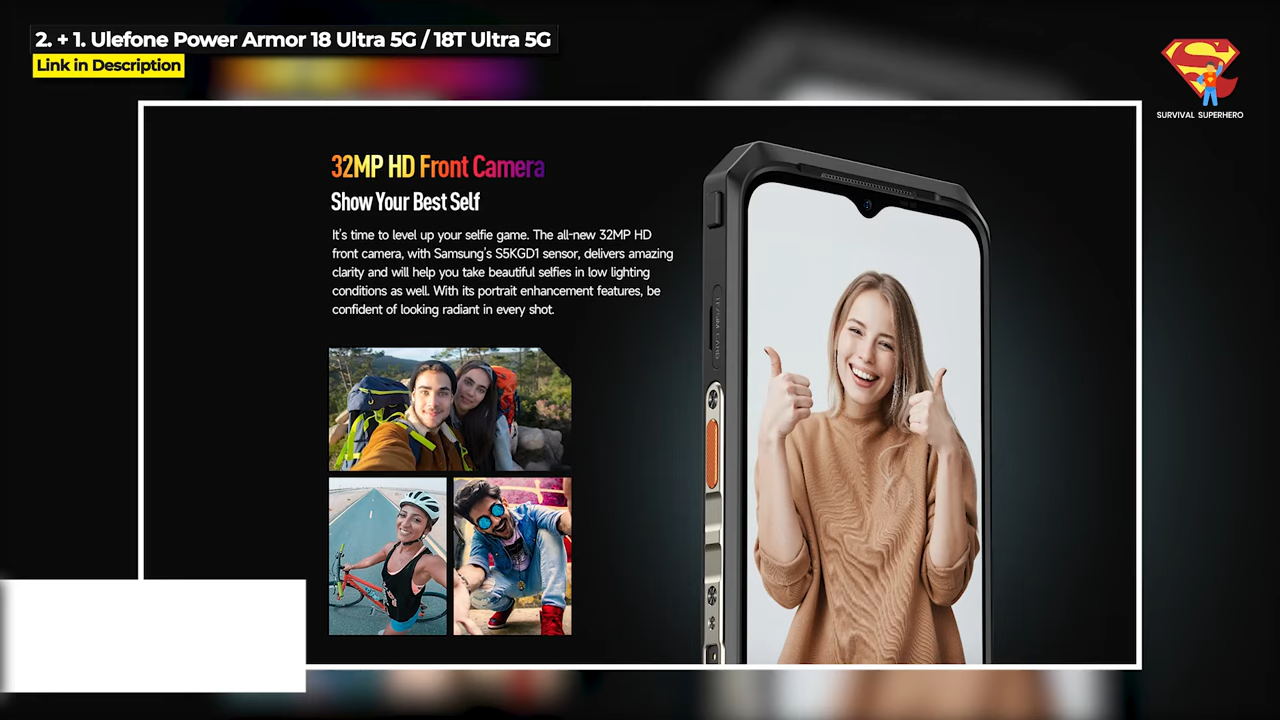 2. + 1. Ulefone Power Armor 18 Ultra 5G / 18T Ultra 5G
Link in Description
SURVIVAL SUPERHERO
32MP HD Front Camera
Show Your Best Self
It's time to level up your selfie game. The all-new 32MP HD
front camera, with Samsung's S5KGD1 sensor, delivers amazing
clarity and will help you take beautiful selfies in low lighting
conditions as well. With its portrait enhancement features, be
confident of looking radiant in every shot.